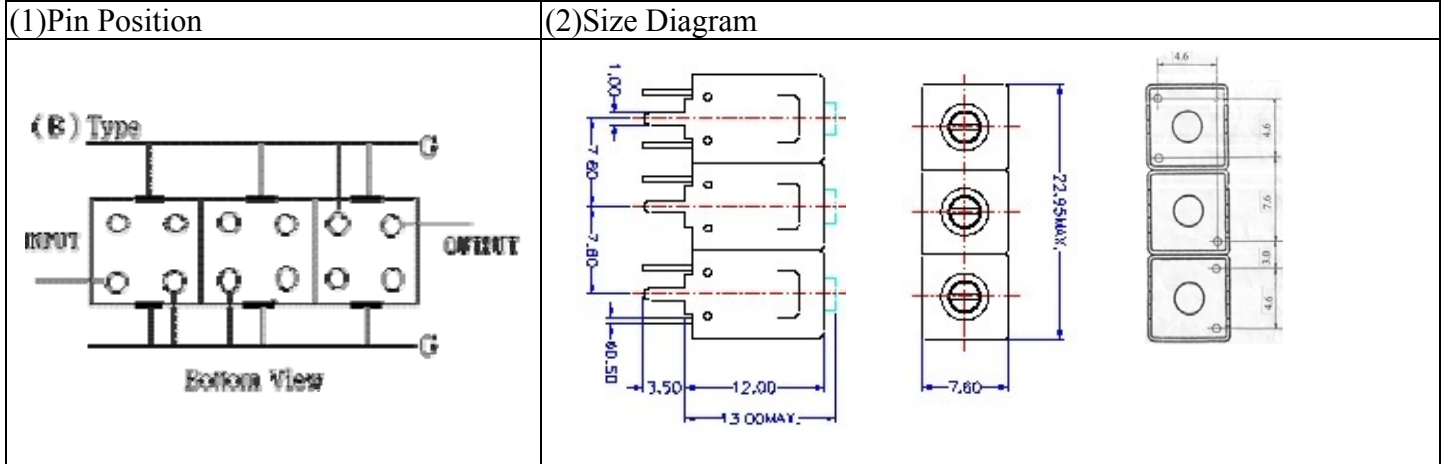 (1)Pin Position
(2)Size Diagram
(B) Type
G
INPUT
OUTPUT
G
Bottom View
1.00
7.60
7.60
ø0.50
3.50
12.00
13.00MAX.
22.95MAX.
7.60
4.6
4.6
7.6
3.0
4.6